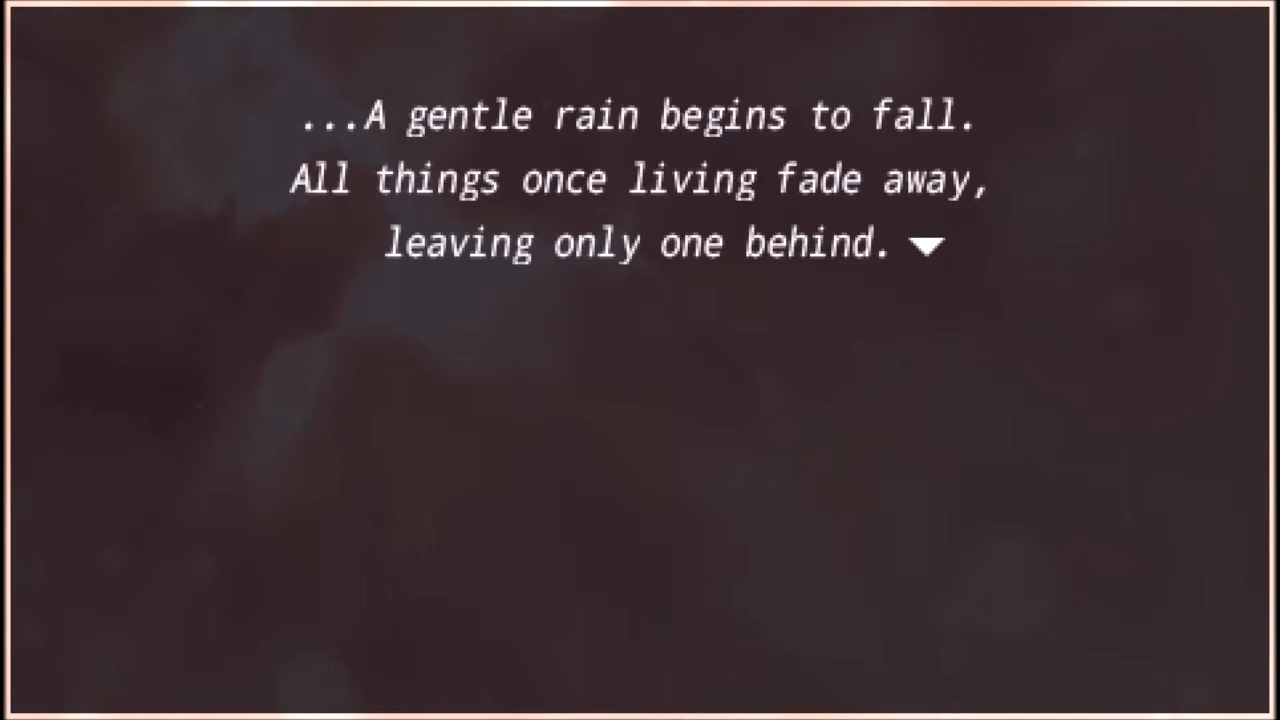 ...A gentle rain begins to fall.
All things once living fade away,
leaving only one behind.